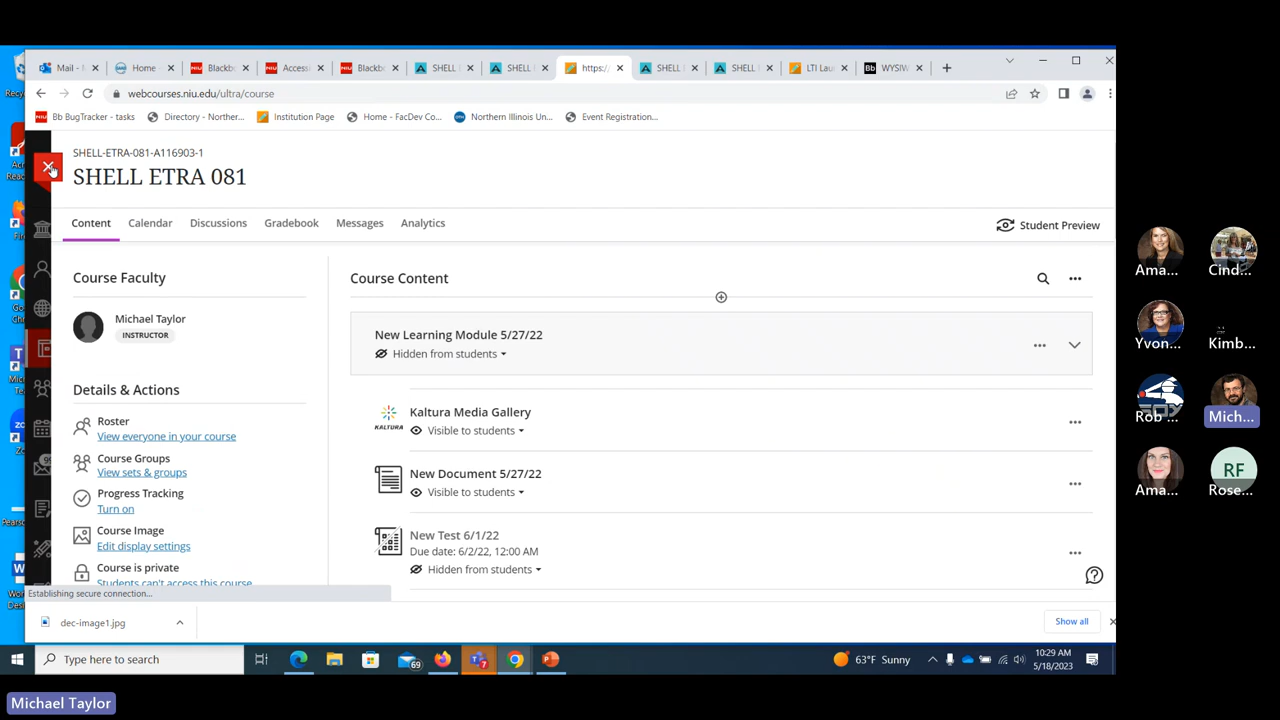 Mail -
Home -
Blackb
Access
Blackb
SHELL
SHELL
https:/
SHELL
SHELL
LTI Lau
Bb WYSIW
webcourses.niu.edu/ultra/course
Bb BugTracker - tasks
Directory - Norther...
Institution Page
Home - FacDev Co...
Northern Illinois Un...
Event Registration...
SHELL-ETRA-081-A116903-1
SHELL ETRA 081
Content
Calendar
Discussions
Gradebook
Messages
Analytics
Student Preview
Course Faculty
Michael Taylor
INSTRUCTOR
Details & Actions
Roster
View everyone in your course
Course Groups
View sets & groups
Progress Tracking
Turn on
Course Image
Edit display settings
Course is private
Students can't access this course
Course Content
New Learning Module 5/27/22
Hidden from students
KALTURA
Kaltura Media Gallery
Visible to students
New Document 5/27/22
Visible to students
New Test 6/1/22
Due date: 6/2/22, 12:00 AM
Hidden from students
Establishing secure connection...
dec-image1.jpg
Show all
Type here to search
69
7
63°F Sunny
10:29 AM
5/18/2023
Ama...
Cind...
Yvon...
Kimb...
Rob ...
Mich...
Ama...
RF
Rose...
Michael Taylor